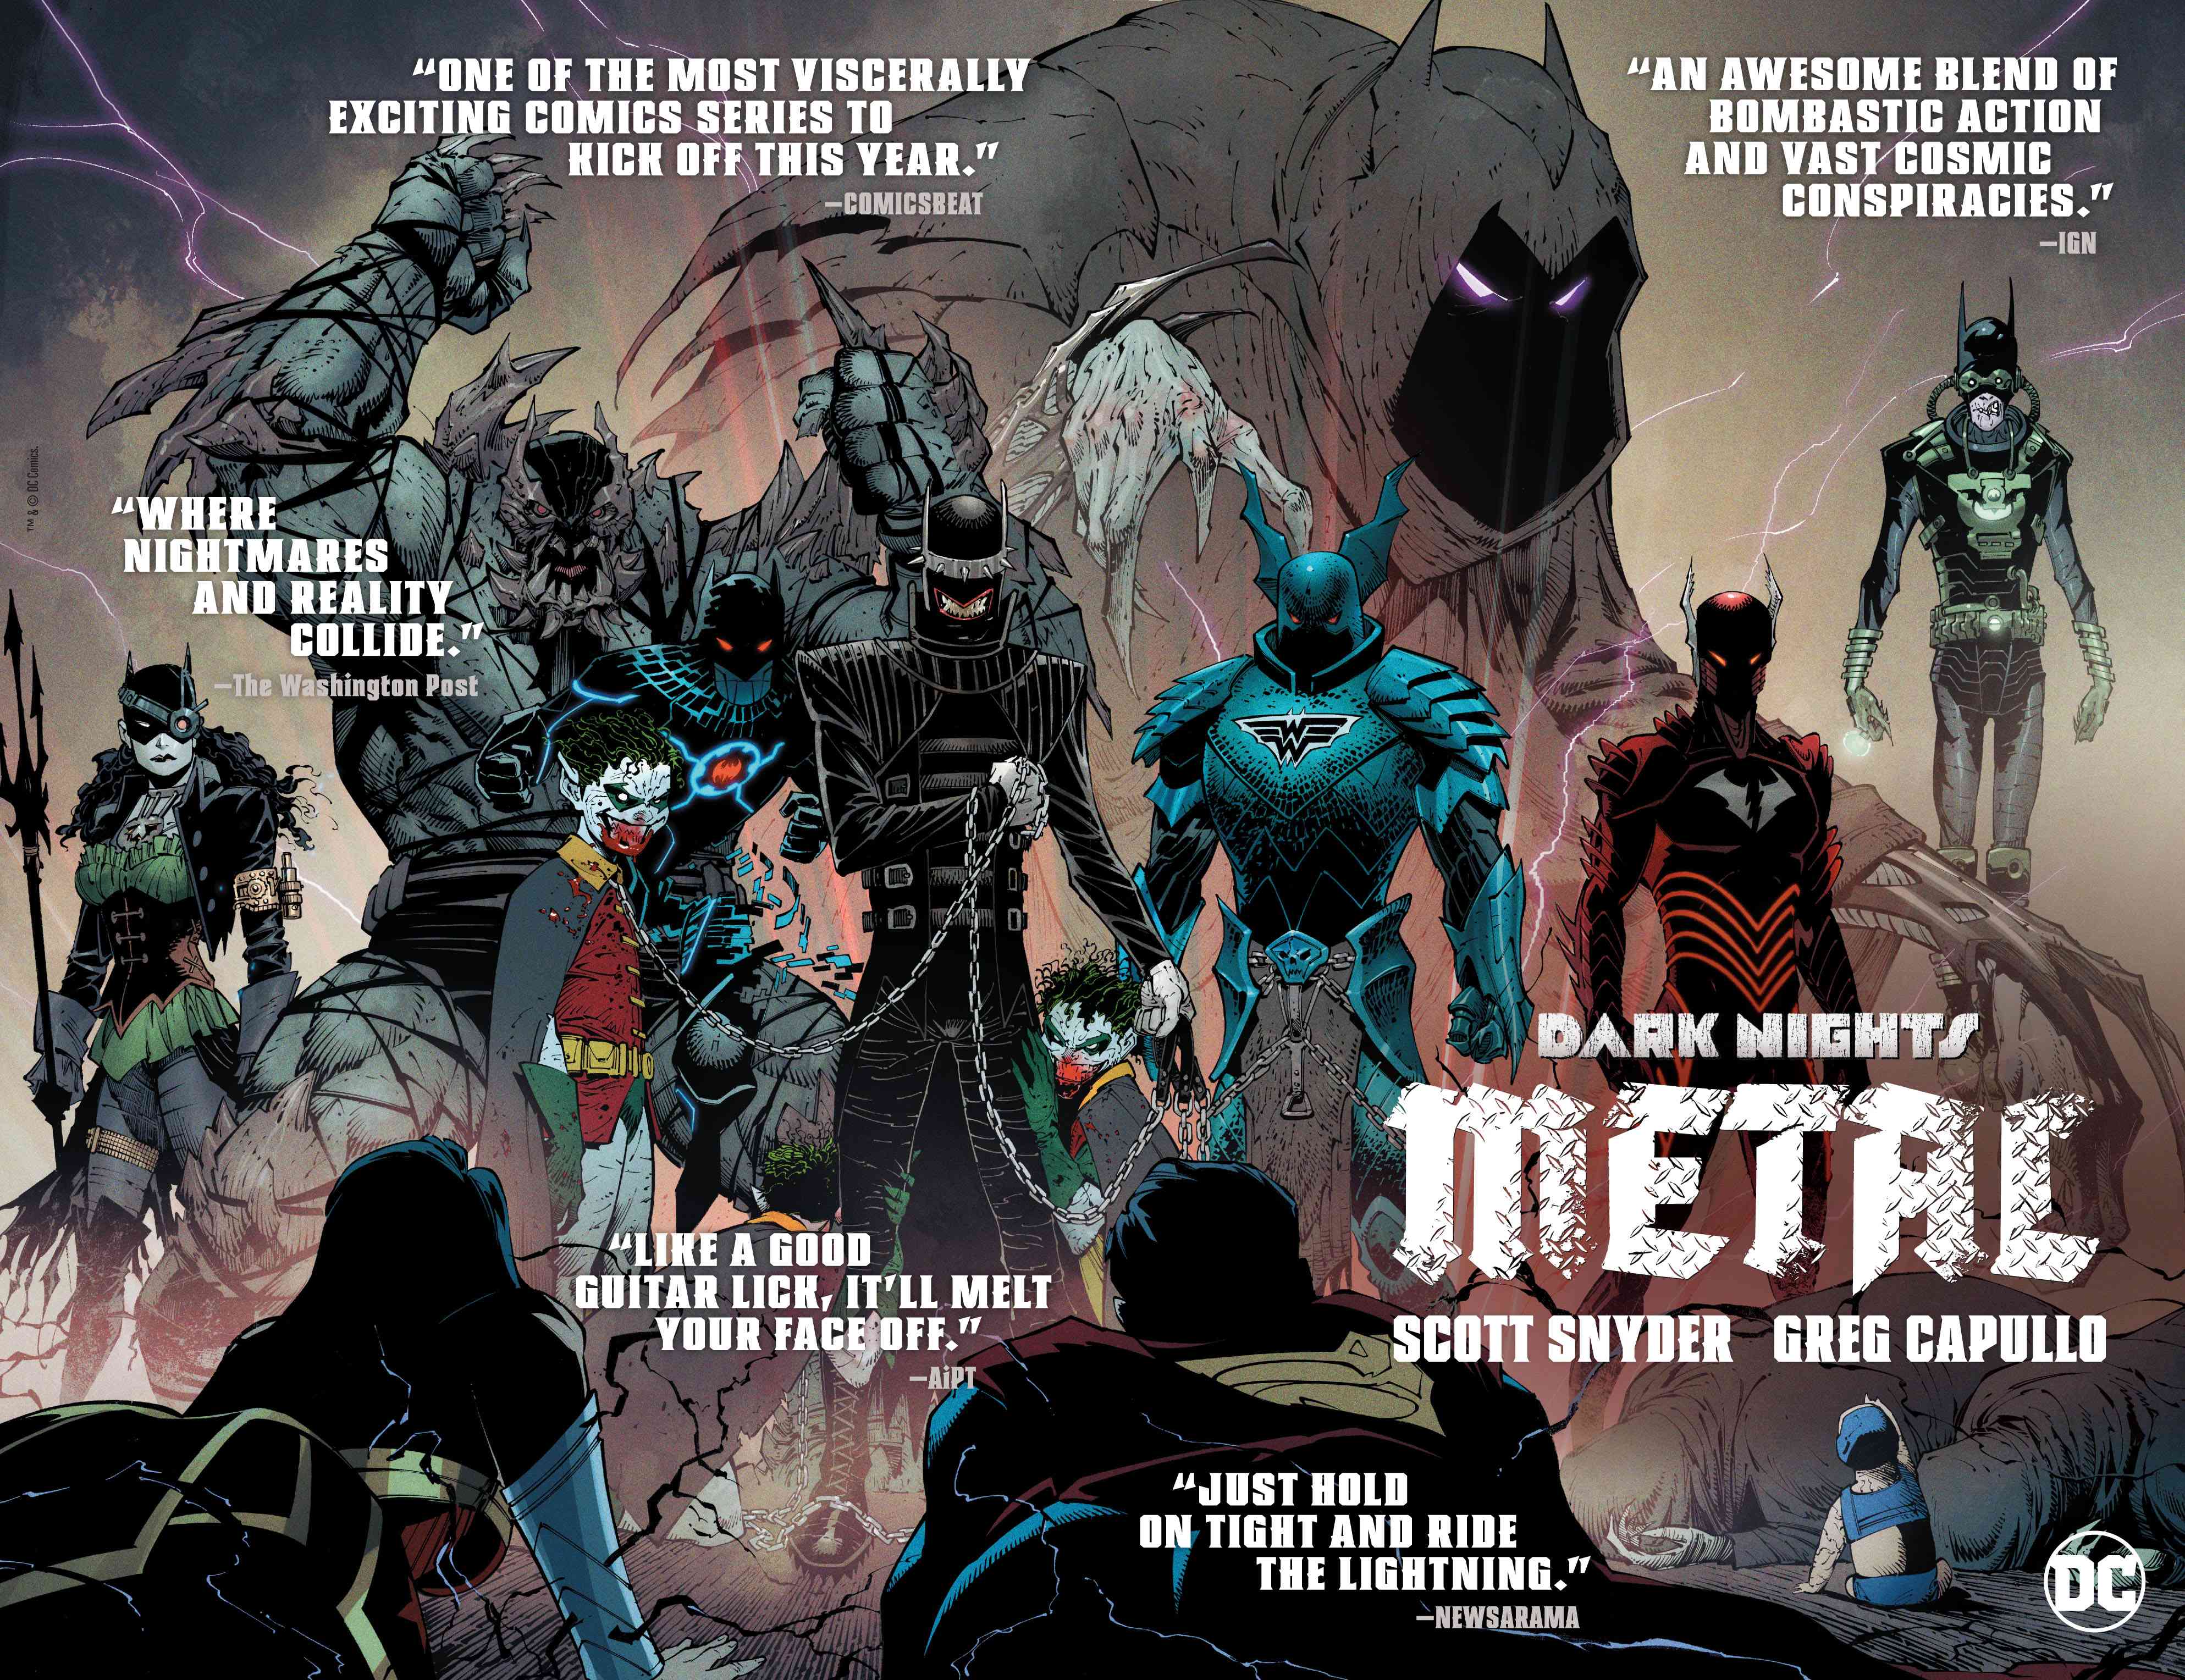 “ONE OF THE MOST VISCERALLY
EXCITING COMICS SERIES TO
KICK OFF THIS YEAR.”
—COMICSBEAT
“AN AWESOME BLEND OF
BOMBASTIC ACTION
AND VAST COSMIC
CONSPIRACIES.”
—IGN
™ & © DC Comics.
“WHERE
NIGHTMARES
AND REALITY
COLLIDE.”
—The Washington Post
DARK NIGHTS
METAL
SCOTT SNYDER GREG CAPULLO
“LIKE A GOOD
GUITAR LICK, IT’LL MELT
YOUR FACE OFF.”
—AiPT
“JUST HOLD
ON TIGHT AND RIDE
THE LIGHTNING.”
—NEWSARAMA
DC